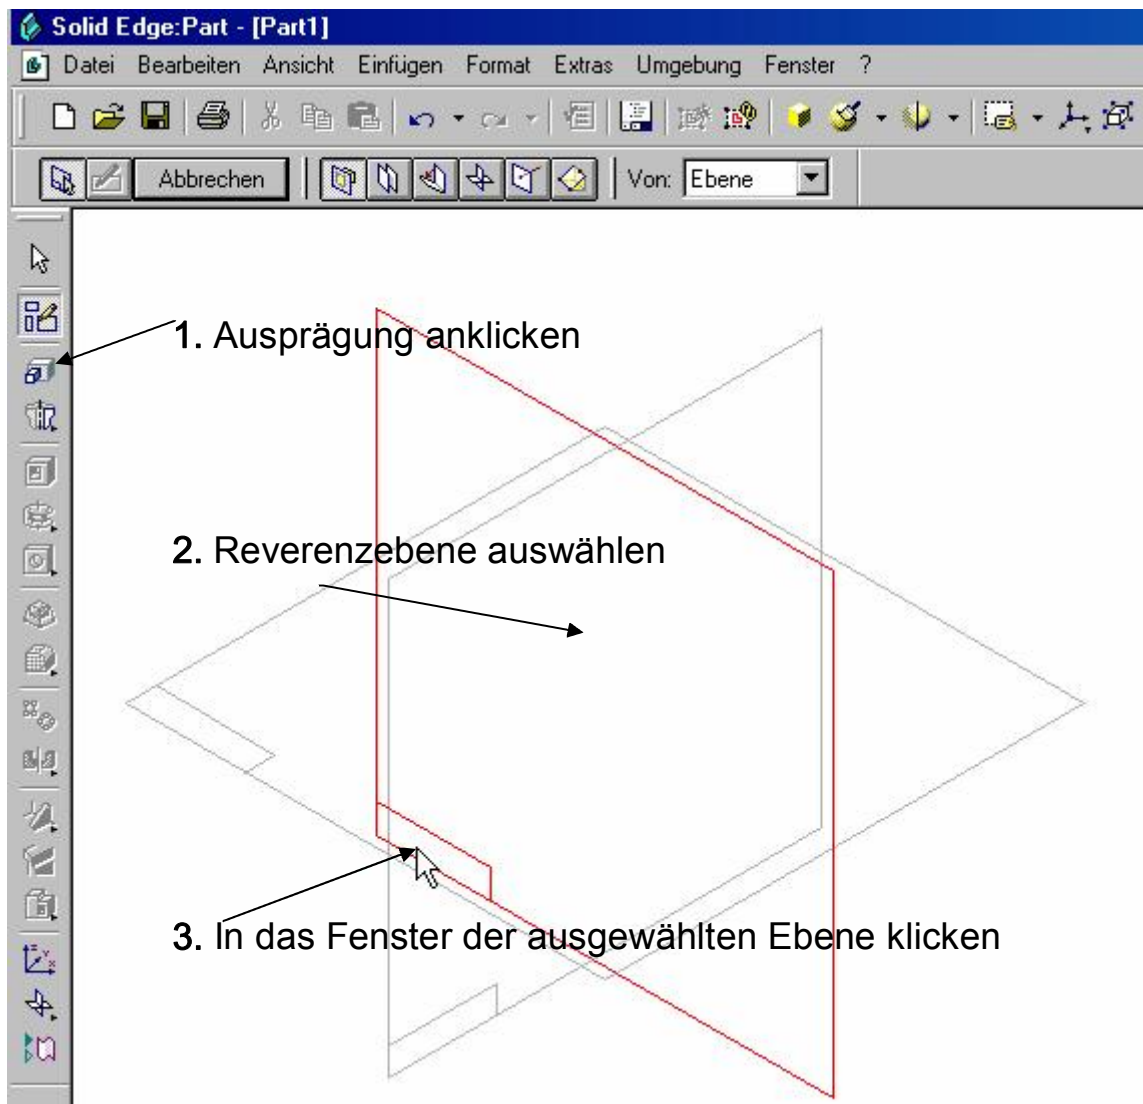 Solid Edge:Part - [Part1]
Datei Bearbeiten Ansicht Einfügen Format Extras Umgebung Fenster ?
Abbrechen Von: Ebene
1. Ausprägung anklicken
2. Reverenzebene auswählen
3. In das Fenster der ausgewählten Ebene klicken